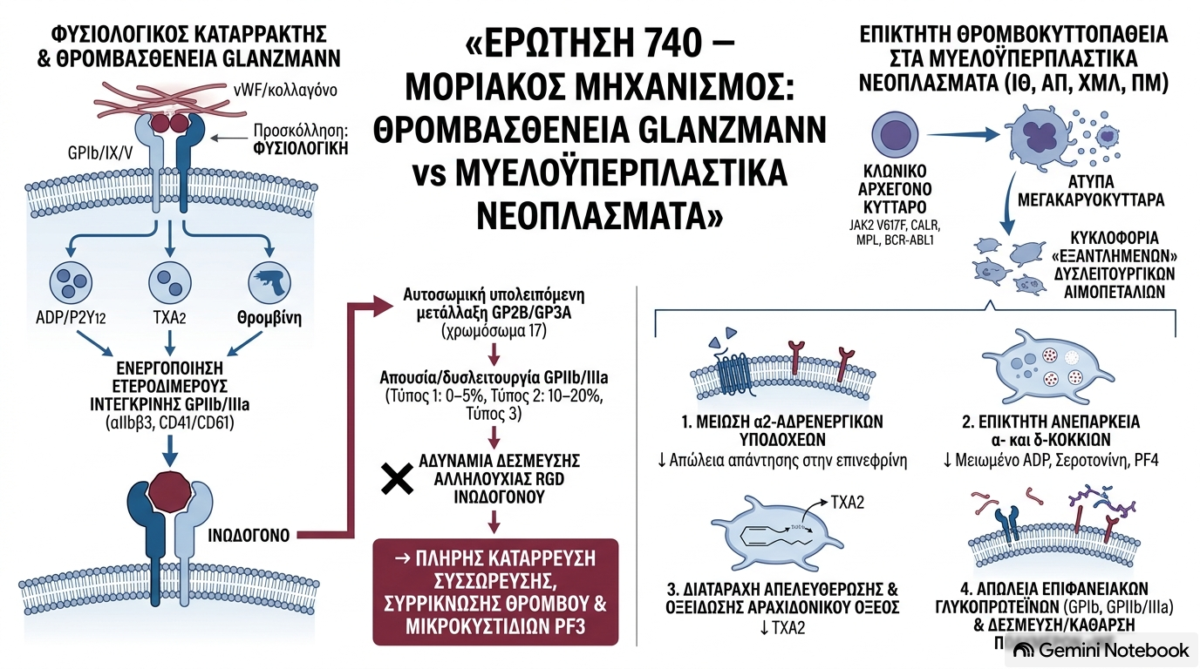 ΦΥΣΙΟΛΟΓΙΚΟΣ ΚΑΤΑΡΡΑΚΤΗΣ
& ΘΡΟΜΒΑΣΘΕΝΕΙΑ GLANZMANN
vWF/κολλαγόνο
Προσκόλληση:
ΦΥΣΙΟΛΟΓΙΚΗ
GPIb/IX/V
ADP/P2Y12
TXA2
Θρομβίνη
ΕΝΕΡΓΟΠΟΙΗΣΗ
ΕΤΕΡΟΔΙΜΕΡΟΥΣ
ΙΝΤΕΓΚΡΙΝΗΣ GPIIb/IIIa
(αIIbβ3, CD41/CD61)
ΙΝΩΔΟΓΟΝΟ
«ΕΡΩΤΗΣΗ 740 –
ΜΟΡΙΑΚΟΣ ΜΗΧΑΝΙΣΜΟΣ:
ΘΡΟΜΒΑΣΘΕΝΕΙΑ GLANZMANN
vs ΜΥΕΛΟΫΠΕΡΠΛΑΣΤΙΚΑ
ΝΕΟΠΛΑΣΜΑΤΑ»
Αυτοσωμική υπολειπόμενη
μετάλλαξη GP2B/GP3A
(χρωμόσωμα 17)
Απουσία/δυσλειτουργία GPIIb/IIIa
(Τύπος 1: 0–5%, Τύπος 2: 10–20%,
Τύπος 3)
ΑΔΥΝΑΜΙΑ ΔΕΣΜΕΥΣΗΣ
ΑΛΛΗΛΟΥΧΙΑΣ RGD
ΙΝΩΔΟΓΟΝΟΥ
→ ΠΛΗΡΗΣ ΚΑΤΑΡΡΕΥΣΗ
ΣΥΣΣΩΡΕΥΣΗΣ,
ΣΥΡΡΙΚΝΩΣΗΣ ΘΡΟΜΒΟΥ &
ΜΙΚΡΟΚΥΣΤΙΔΙΩΝ PF3
ΕΠΙΚΤΗΤΗ ΘΡΟΜΒΟΚΥΤΤΟΠΑΘΕΙΑ
ΣΤΑ ΜΥΕΛΟΫΠΕΡΠΛΑΣΤΙΚΑ
ΝΕΟΠΛΑΣΜΑΤΑ (ΙΘ, ΑΠ, ΧΜΛ, ΠΜ)
ΚΛΩΝΙΚΟ
ΑΡΧΕΓΟΝΟ
ΚΥΤΤΑΡΟ
JAK2 V617F, CALR,
MPL, BCR-ABL1
ΑΤΥΠΑ
ΜΕΓΑΚΑΡΥΟΚΥΤΤΑΡΑ
ΚΥΚΛΟΦΟΡΙΑ
«ΕΞΑΝΤΛΗΜΕΝΩΝ»
ΔΥΣΛΕΙΤΟΥΡΓΙΚΩΝ
ΑΙΜΟΠΕΤΑΛΙΩΝ
1. ΜΕΙΩΣΗ α2-ΑΔΡΕΝΕΡΓΙΚΩΝ
ΥΠΟΔΟΧΕΩΝ
↓ Απώλεια απάντησης στην επινεφρίνη
2. ΕΠΙΚΤΗΤΗ ΑΝΕΠΑΡΚΕΙΑ
α- και δ-ΚΟΚΚΙΩΝ
↓ Μειωμένο ADP, Σεροτονίνη, PF4
TXA2
3. ΔΙΑΤΑΡΑΧΗ ΑΠΕΛΕΥΘΕΡΩΣΗΣ &
ΟΞΕΙΔΩΣΗΣ ΑΡΑΧΙΔΟΝΙΚΟΥ ΟΞΕΟΣ
↓ TXA2
4. ΑΠΩΛΕΙΑ ΕΠΙΦΑΝΕΙΑΚΩΝ
ΓΛΥΚΟΠΡΩΤΕΪΝΩΝ (GPIb, GPIIb/IIIa)
& ΔΕΣΜΕΥΣΗ/ΚΑΘΑΡΣΗ
Gemini Notebook